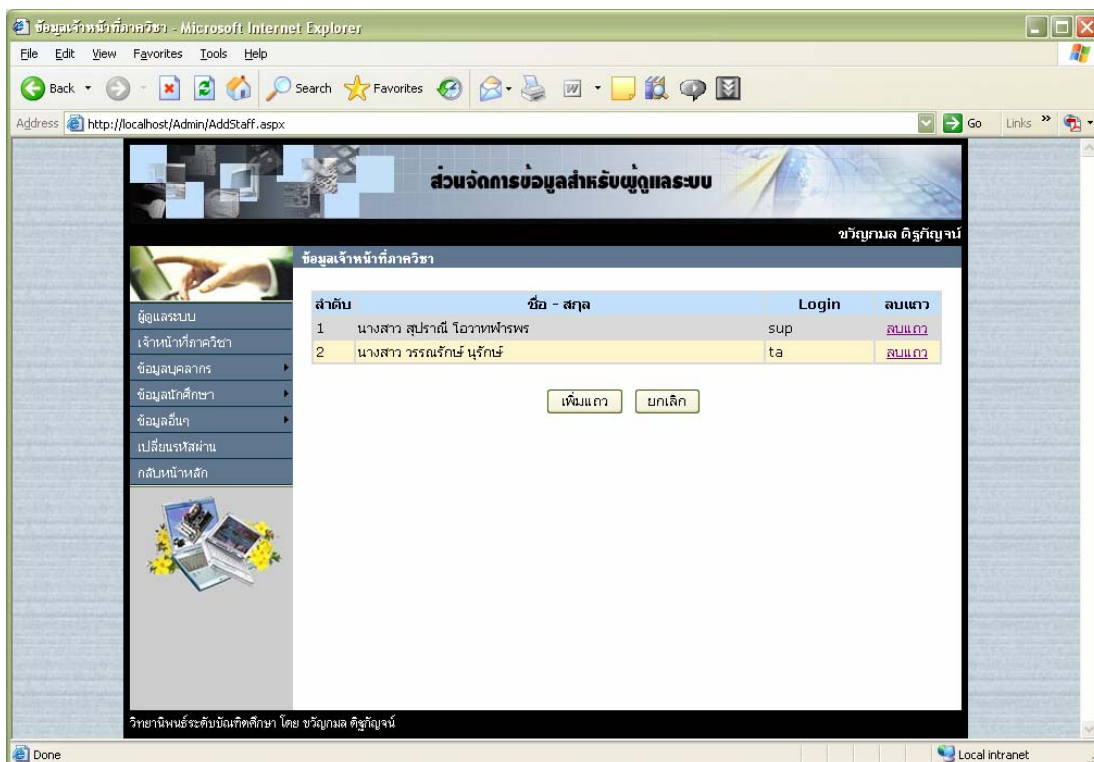 ข้อมูลเจ้าหน้าที่ภาควิชา - Microsoft Internet Explorer
File Edit View Favorites Tools Help
Back Search Favorites
Address http://localhost/Admin/AddStaff.aspx Go Links »
ส่วนจัดการข้อมูลสำหรับผู้ดูแลระบบ
ขวัญกมล ดิฐกัญจน์
ข้อมูลเจ้าหน้าที่ภาควิชา
ผู้ดูแลระบบ
เจ้าหน้าที่ภาควิชา
ข้อมูลบุคลากร
ข้อมูลนักศึกษา
ข้อมูลอื่นๆ
เปลี่ยนรหัสผ่าน
กลับหน้าหลัก
ลำดับ ชื่อ - สกุล Login ลบแถว
1 นางสาว สุปราณี โอวาทฬารพร sup ลบแถว
2 นางสาว วรรณรักษ์ นุรักษ์ ta ลบแถว
เพิ่มแถว ยกเลิก
วิทยานิพนธ์ระดับบัณฑิตศึกษา โดย ขวัญกมล ดิฐกัญจน์
Done Local intranet